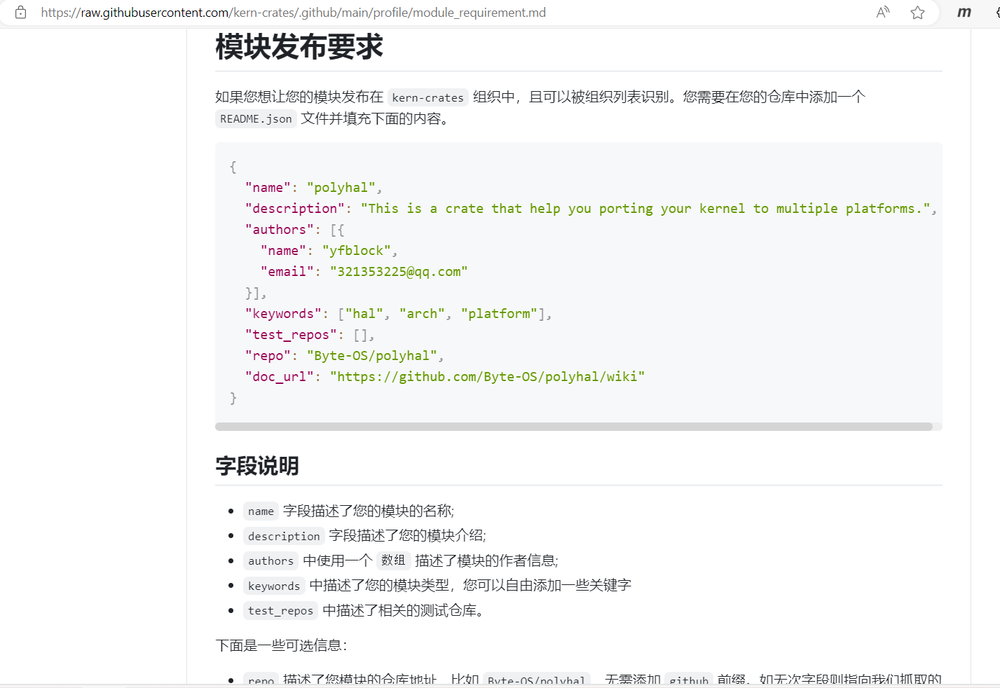 https://raw.githubusercontent.com/kern-crates/.github/main/profile/module_requirement.md
模块发布要求
如果您想让您的模块发布在 kern-crates 组织中，且可以被组织列表识别。您需要在您的仓库中添加一个
README.json 文件并填充下面的内容。
{
"name": "polyhal",
"description": "This is a crate that help you porting your kernel to multiple platforms.",
"authors": [{
"name": "yfblock",
"email": "321353225@qq.com"
}],
"keywords": ["hal", "arch", "platform"],
"test_repos": [],
"repo": "Byte-OS/polyhal",
"doc_url": "https://github.com/Byte-OS/polyhal/wiki"
}
字段说明
name 字段描述了您的模块的名称;
description 字段描述了您的模块介绍;
authors 中使用一个 数组 描述了模块的作者信息;
keywords 中描述了您的模块类型，您可以自由添加一些关键字
test_repos 中描述了相关的测试仓库。
下面是一些可选信息：
repo 描述了您模块的仓库地址，比如 Byte-OS/polyhal ，无需添加 github 前缀。如无次字段则指向我们抓取的